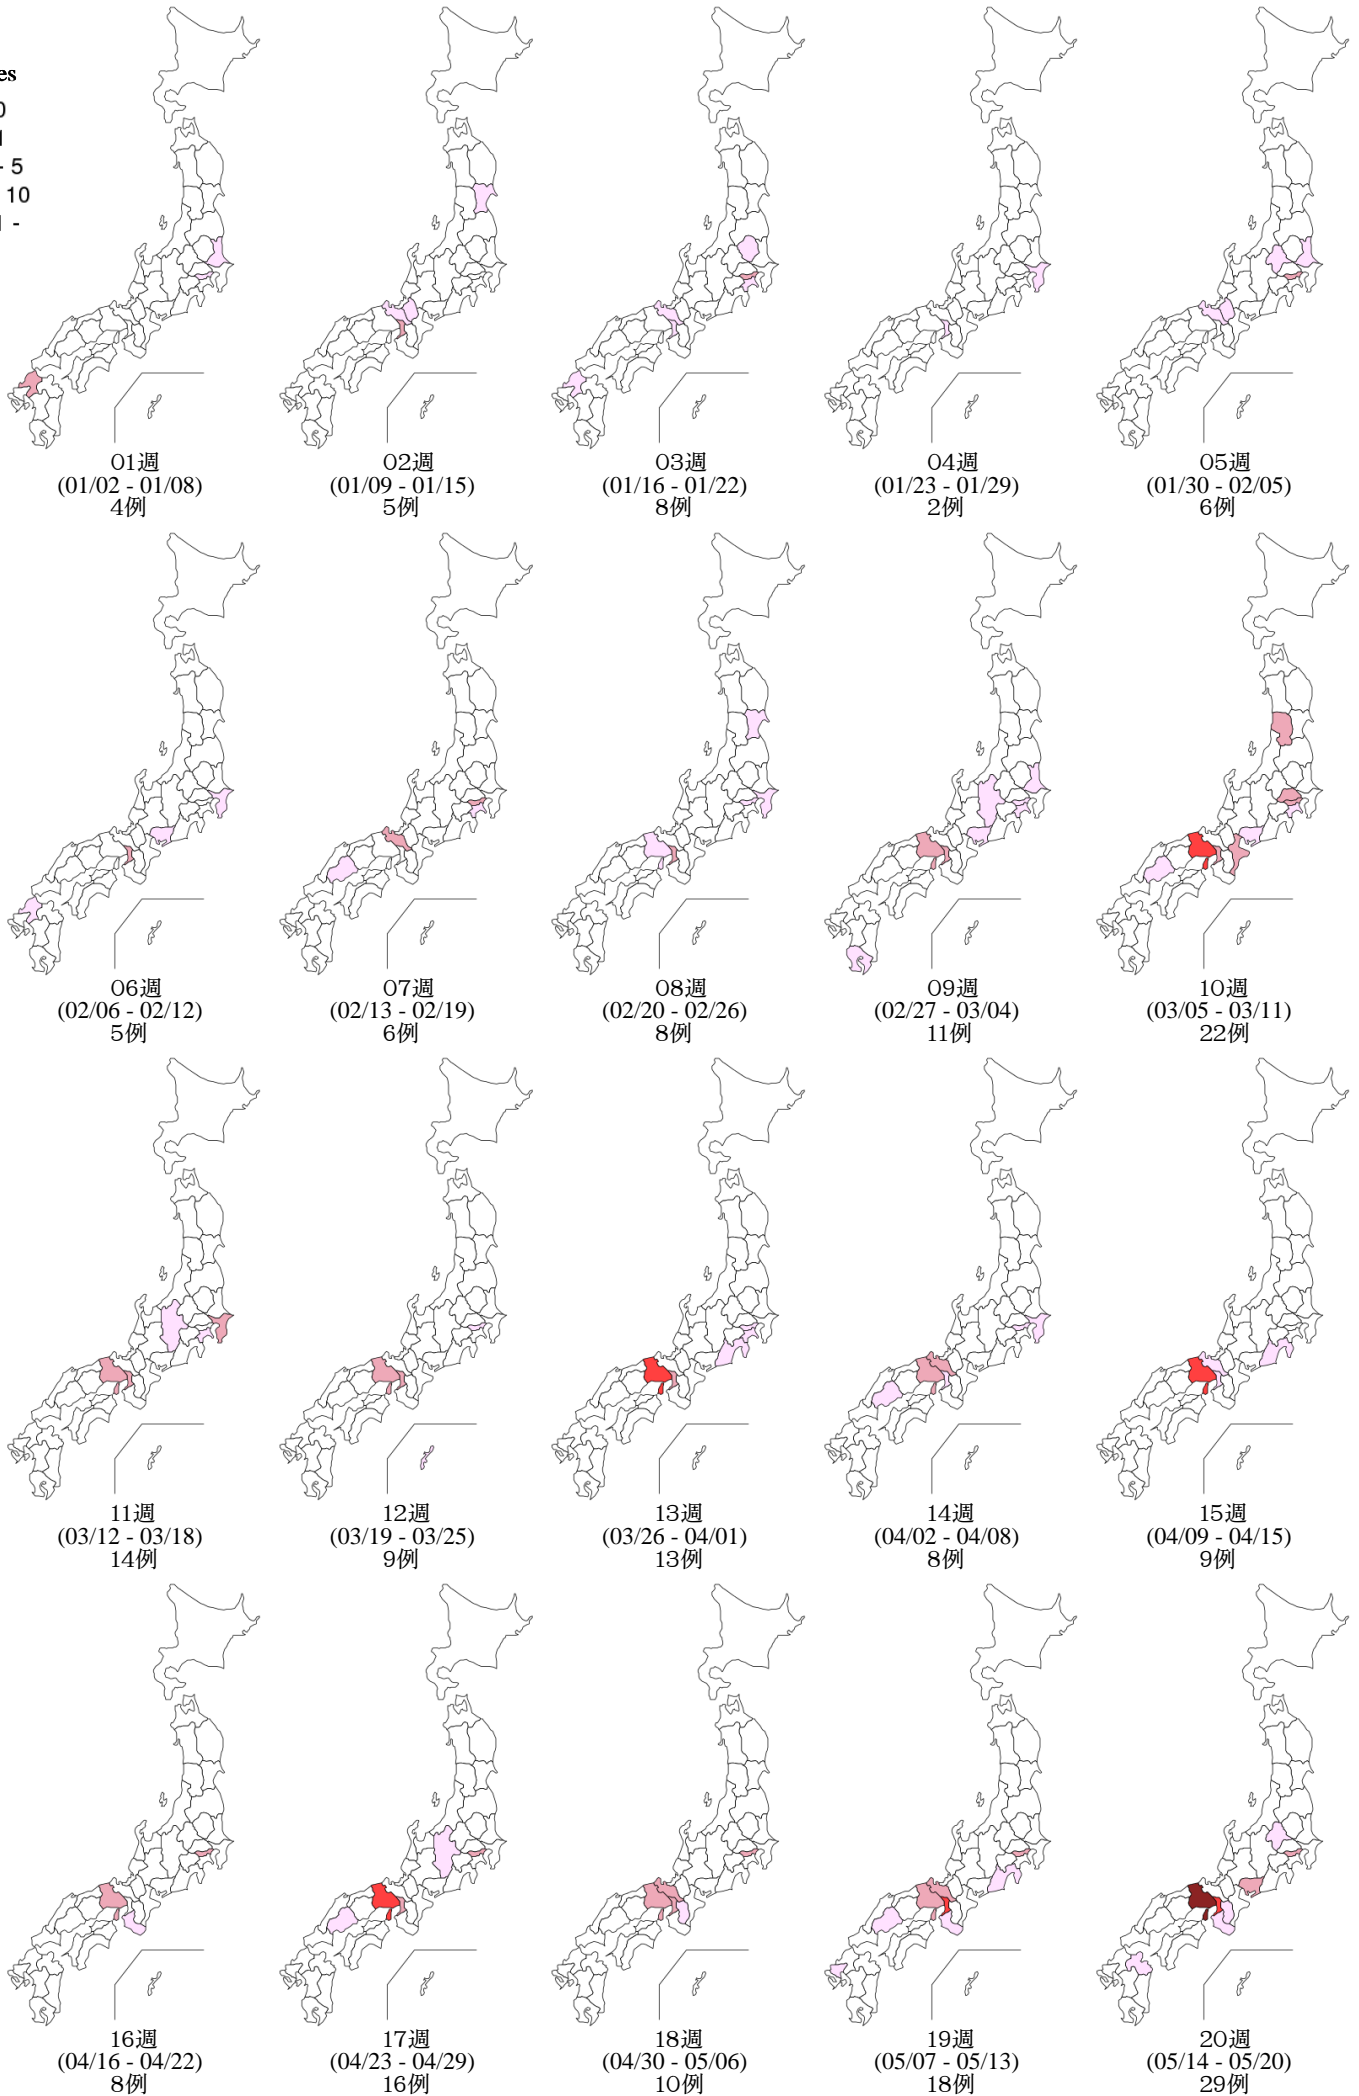 es
0
1
- 5
10
1 -
01週
(01/02 - 01/08)
4例
02週
(01/09 - 01/15)
5例
03週
(01/16 - 01/22)
8例
04週
(01/23 - 01/29)
2例
05週
(01/30 - 02/05)
6例
06週
(02/06 - 02/12)
5例
07週
(02/13 - 02/19)
6例
08週
(02/20 - 02/26)
8例
09週
(02/27 - 03/04)
11例
10週
(03/05 - 03/11)
22例
11週
(03/12 - 03/18)
14例
12週
(03/19 - 03/25)
9例
13週
(03/26 - 04/01)
13例
14週
(04/02 - 04/08)
8例
15週
(04/09 - 04/15)
9例
16週
(04/16 - 04/22)
8例
17週
(04/23 - 04/29)
16例
18週
(04/30 - 05/06)
10例
19週
(05/07 - 05/13)
18例
20週
(05/14 - 05/20)
29例